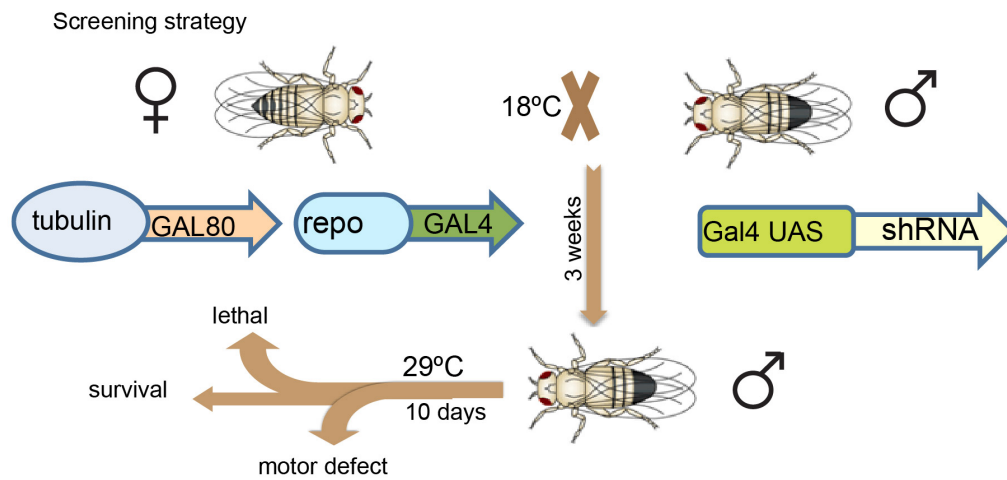 Screening strategy
♀
18ºC
♂
tubulin
GAL80
repo
GAL4
3 weeks
Gal4 UAS
shRNA
lethal
survival
29ºC
10 days
motor defect
♂